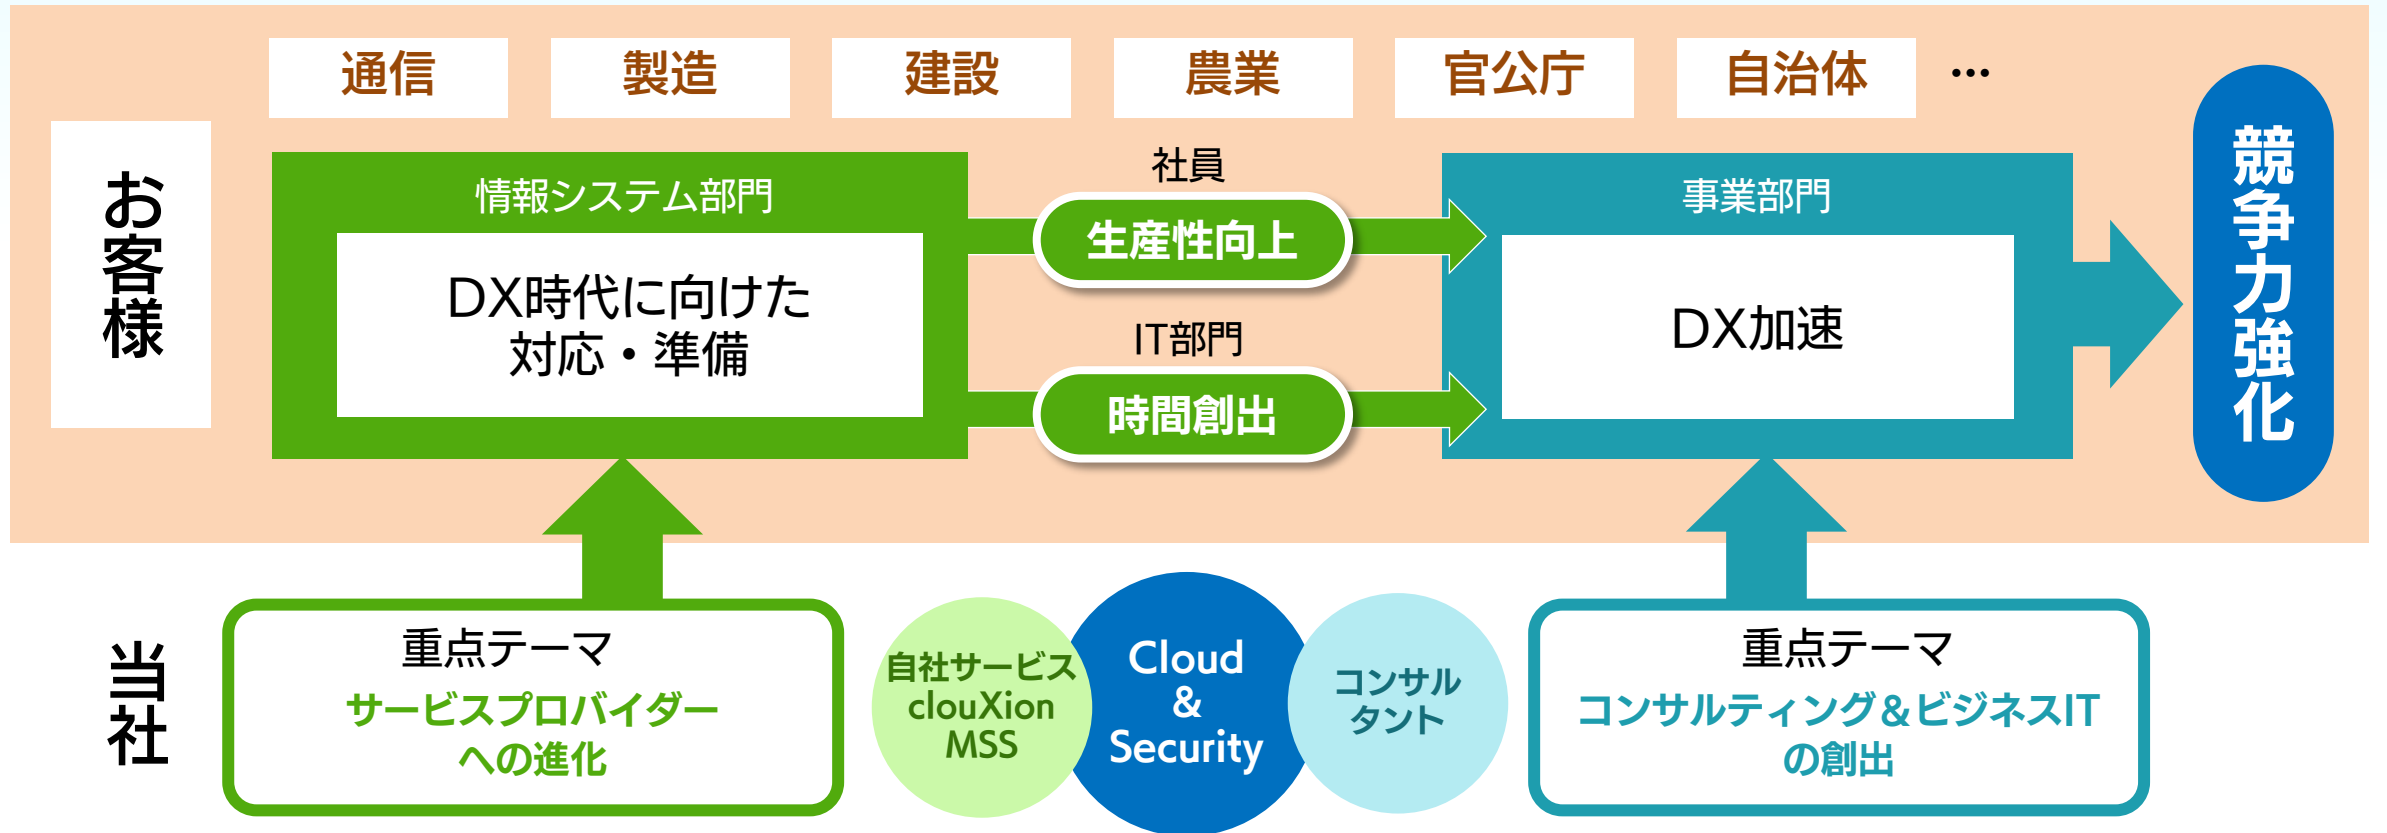 通信
製造
建設
農業
官公庁
自治体
…
お客様
情報システム部門
DX時代に向けた
対応・準備
社員
生産性向上
IT部門
時間創出
事業部門
DX加速
競争力強化
当社
重点テーマ
サービスプロバイダー
への進化
自社サービス
clouXion
MSS
Cloud
&
Security
コンサル
タント
重点テーマ
コンサルティング&ビジネスIT
の創出